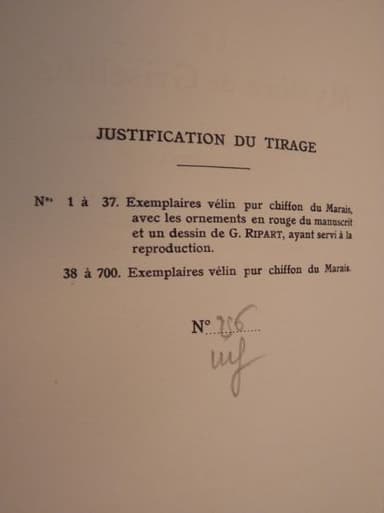 JUSTIFICATION DU TIRAGE
Nos 1 à 37. Exemplaires vélin pur chiffon du Marais,
avec les ornements en rouge du manuscrit
et un dessin de G. RIPART, ayant servi à la
reproduction.
38 à 700. Exemplaires vélin pur chiffon du Marais.
No